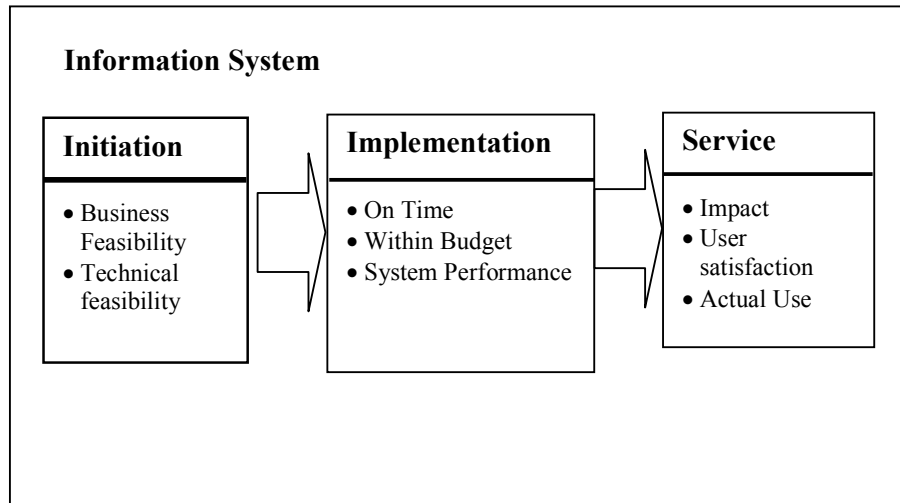 Information System
Initiation
• Business
Feasibility
• Technical
feasibility
Implementation
• On Time
• Within Budget
• System Performance
Service
• Impact
• User
satisfaction
• Actual Use